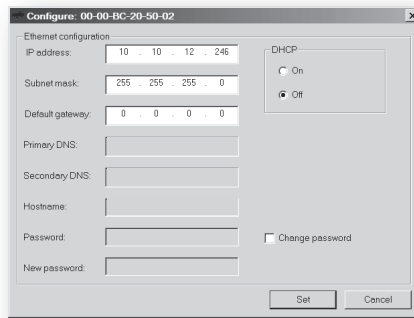 Configure: 00-00-BC-20-50-02
Ethernet configuration
IP address: 10 . 10 . 12 . 246
DHCP
On
Off
Subnet mask: 255 . 255 . 255 . 0
Default gateway: 0 . 0 . 0 . 0
Primary DNS:
Secondary DNS:
Hostname:
Password:
Change password
New password:
Set
Cancel